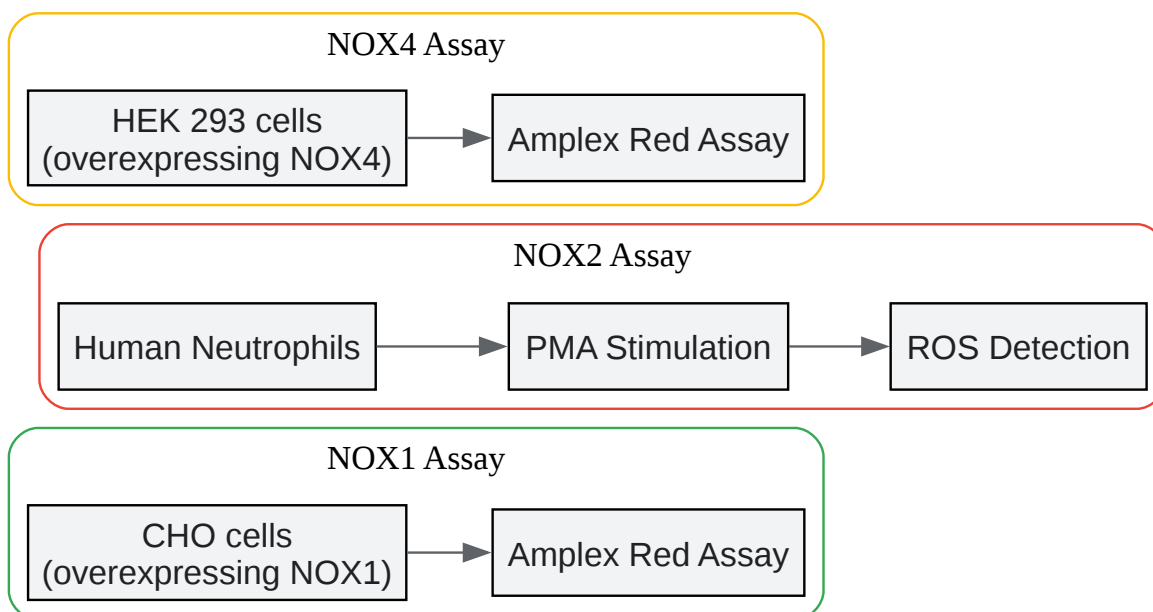 NOX4 Assay
HEK 293 cells
(overexpressing NOX4)
Amplex Red Assay
NOX2 Assay
Human Neutrophils
PMA Stimulation
ROS Detection
NOX1 Assay
CHO cells
(overexpressing NOX1)
Amplex Red Assay